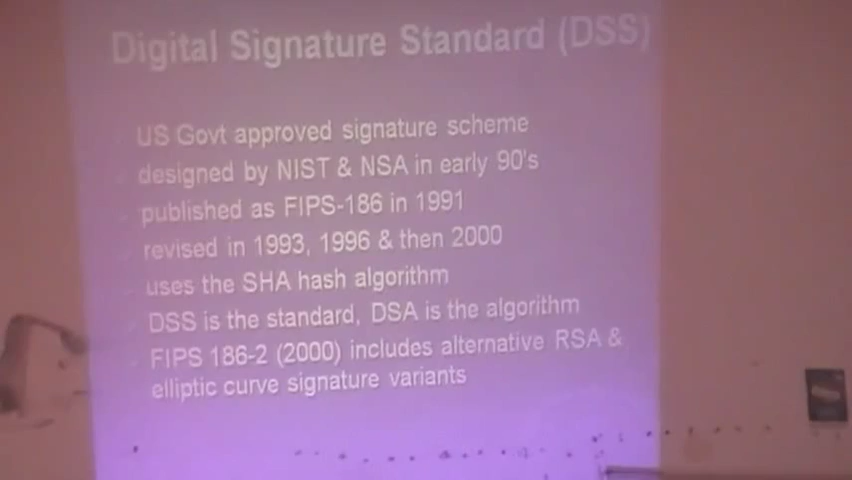 Digital Signature Standard (DSS)
US Govt approved signature scheme
designed by NIST & NSA in early 90's
published as FIPS-186 in 1991
revised in 1993, 1996 & then 2000
uses the SHA hash algorithm
DSS is the standard, DSA is the algorithm
FIPS 186-2 (2000) includes alternative RSA &
elliptic curve signature variants